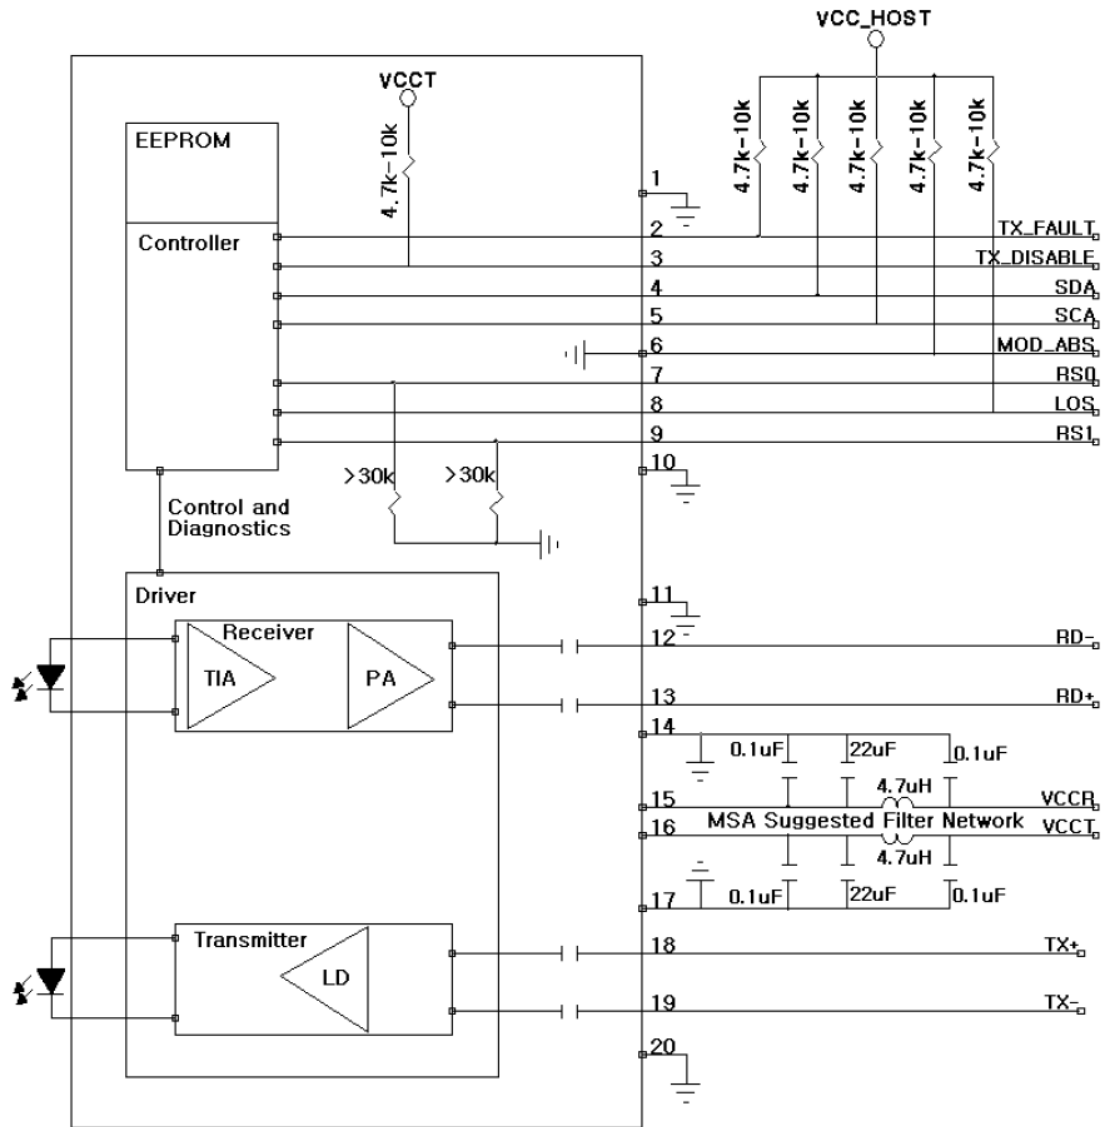 VCC_HOST
VCCT
4.7k-10k
4.7k-10k
4.7k-10k
4.7k-10k
4.7k-10k
4.7k-10k
EEPROM
Controller
1
2
TX_FAULT
3
TX_DISABLE
4
SDA
5
SCA
6
MOD_ABS
7
RS0
8
LOS
9
RS1
10
>30k
>30k
Control and
Diagnostics
11
Driver
Receiver
TIA
PA
12
RD-
13
RD+
14
0.1uF
22uF
0.1uF
4.7uH
15
VCCR
MSA Suggested Filter Network
16
VCCT
4.7uH
0.1uF
22uF
0.1uF
17
Transmitter
LD
18
TX+
19
TX-
20